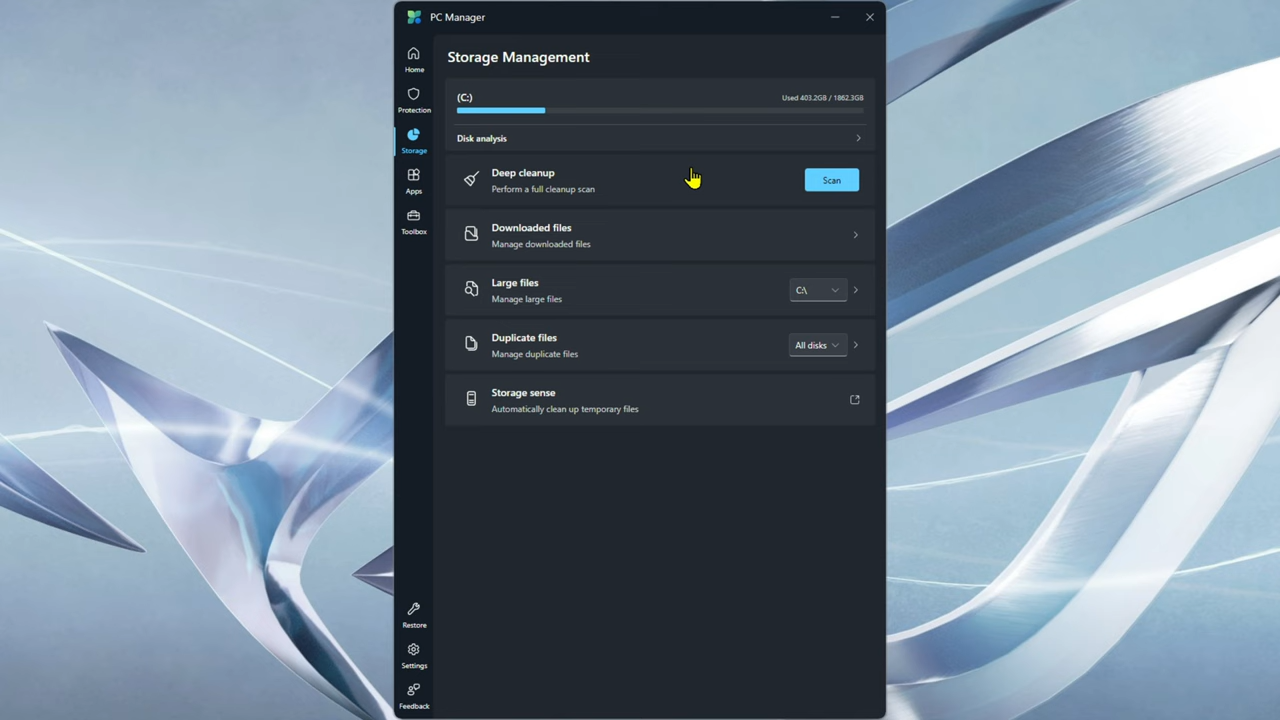 PC Manager
Home
Protection
Storage
Apps
Toolbox
Restore
Settings
Feedback
Storage Management
(C:)
Used 403.2GB / 1862.3GB
Disk analysis
Deep cleanup
Perform a full cleanup scan
Scan
Downloaded files
Manage downloaded files
Large files
Manage large files
C:\
Duplicate files
Manage duplicate files
All disks
Storage sense
Automatically clean up temporary files